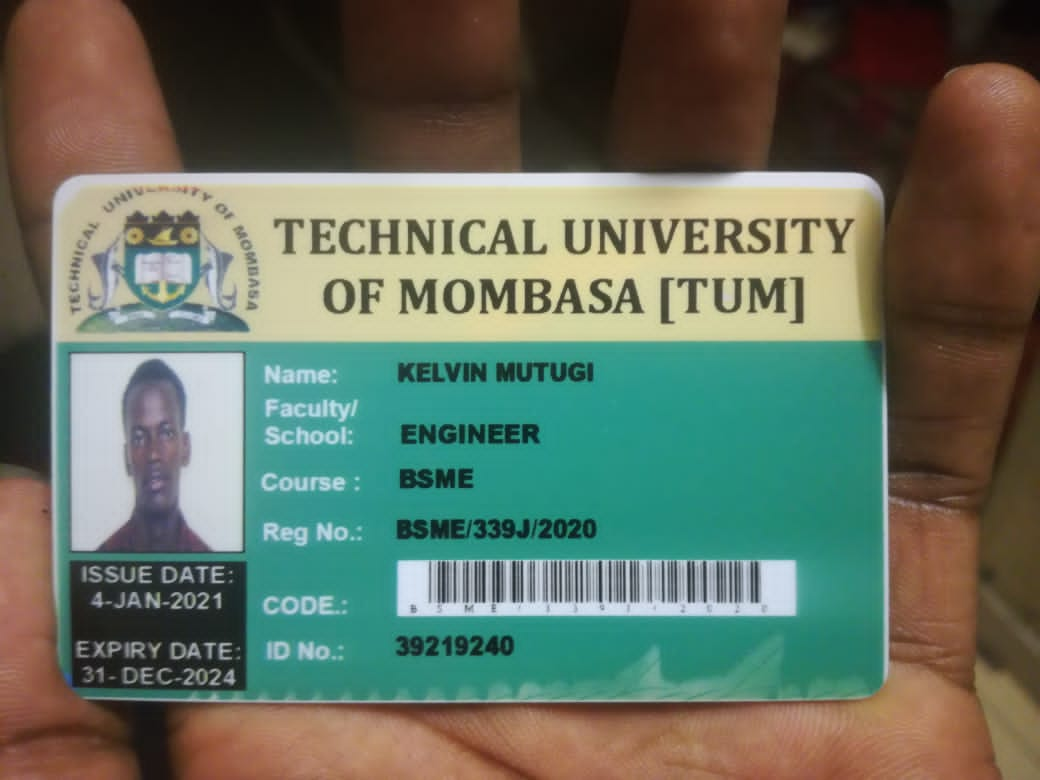 TECHNICAL UNIVERSITY OF MOMBASA
TECHNICAL UNIVERSITY
OF MOMBASA [TUM]
Name: KELVIN MUTUGI
Faculty/
School: ENGINEER
Course : BSME
Reg No.: BSME/339J/2020
CODE.:
BSME/339J/2020
ID No.: 39219240
ISSUE DATE:
4-JAN-2021
EXPIRY DATE:
31-DEC-2024